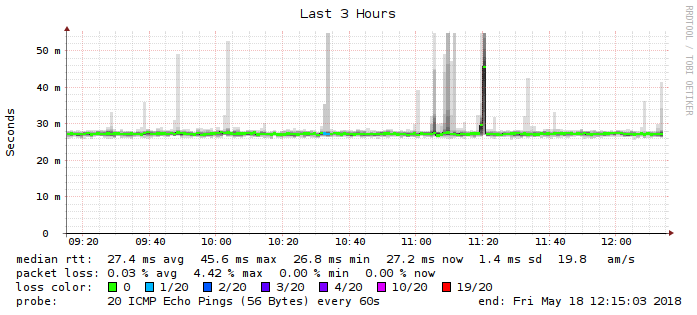 Last 3 Hours
RRDTOOL / TOBI OETIKER
Seconds
50 m
40 m
30 m
20 m
10 m
0
09:20 09:40 10:00 10:20 10:40 11:00 11:20 11:40 12:00
median rtt: 27.4 ms avg 45.6 ms max 26.8 ms min 27.2 ms now 1.4 ms sd 19.8 am/s
packet loss: 0.03 % avg 4.42 % max 0.00 % min 0.00 % now
loss color: 0 1/20 2/20 3/20 4/20 10/20 19/20
probe: 20 ICMP Echo Pings (56 Bytes) every 60s end: Fri May 18 12:15:03 2018